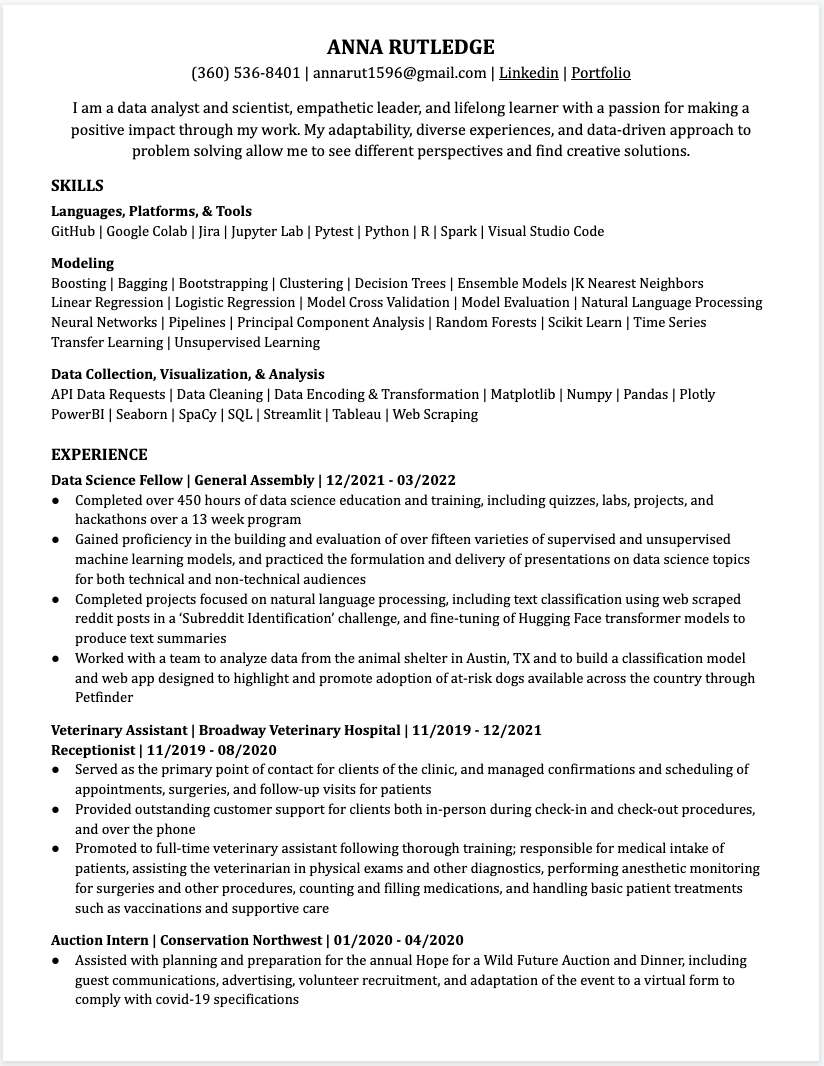 ANNA RUTLEDGE
(360) 536-8401 | annarut1596@gmail.com | Linkedin | Portfolio
I am a data analyst and scientist, empathetic leader, and lifelong learner with a passion for making a
positive impact through my work. My adaptability, diverse experiences, and data-driven approach to
problem solving allow me to see different perspectives and find creative solutions.
SKILLS
Languages, Platforms, & Tools
GitHub | Google Colab | Jira | Jupyter Lab | Pytest | Python | R | Spark | Visual Studio Code
Modeling
Boosting | Bagging | Bootstrapping | Clustering | Decision Trees | Ensemble Models |K Nearest Neighbors
Linear Regression | Logistic Regression | Model Cross Validation | Model Evaluation | Natural Language Processing
Neural Networks | Pipelines | Principal Component Analysis | Random Forests | Scikit Learn | Time Series
Transfer Learning | Unsupervised Learning
Data Collection, Visualization, & Analysis
API Data Requests | Data Cleaning | Data Encoding & Transformation | Matplotlib | Numpy | Pandas | Plotly
PowerBI | Seaborn | SpaCy | SQL | Streamlit | Tableau | Web Scraping
EXPERIENCE
Data Science Fellow | General Assembly | 12/2021 - 03/2022
● Completed over 450 hours of data science education and training, including quizzes, labs, projects, and
hackathons over a 13 week program
● Gained proficiency in the building and evaluation of over fifteen varieties of supervised and unsupervised
machine learning models, and practiced the formulation and delivery of presentations on data science topics
for both technical and non-technical audiences
● Completed projects focused on natural language processing, including text classification using web scraped
reddit posts in a ‘Subreddit Identification’ challenge, and fine-tuning of Hugging Face transformer models to
produce text summaries
● Worked with a team to analyze data from the animal shelter in Austin, TX and to build a classification model
and web app designed to highlight and promote adoption of at-risk dogs available across the country through
Petfinder
Veterinary Assistant | Broadway Veterinary Hospital | 11/2019 - 12/2021
Receptionist | 11/2019 - 08/2020
● Served as the primary point of contact for clients of the clinic, and managed confirmations and scheduling of
appointments, surgeries, and follow-up visits for patients
● Provided outstanding customer support for clients both in-person during check-in and check-out procedures,
and over the phone
● Promoted to full-time veterinary assistant following thorough training; responsible for medical intake of
patients, assisting the veterinarian in physical exams and other diagnostics, performing anesthetic monitoring
for surgeries and other procedures, counting and filling medications, and handling basic patient treatments
such as vaccinations and supportive care
Auction Intern | Conservation Northwest | 01/2020 - 04/2020
● Assisted with planning and preparation for the annual Hope for a Wild Future Auction and Dinner, including
guest communications, advertising, volunteer recruitment, and adaptation of the event to a virtual form to
comply with covid-19 specifications